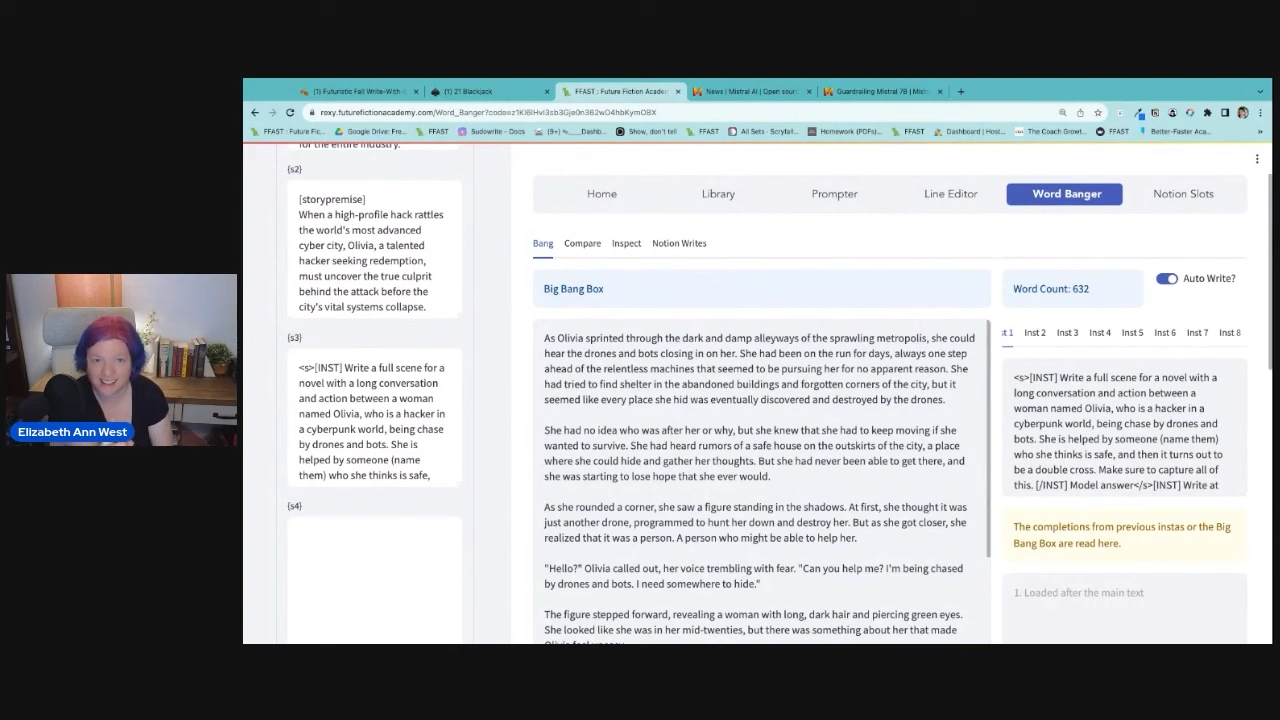 (1) Futuristic Fall Write-With
(1) 21 Blackjack
FFAST : Future Fiction Acade
News | Mistral AI | Open sour
Guardrailing Mistral 7B | Mist
rexy.futurefictionacademy.com/Word_Banger?code=
FFAST : Future Fic...
Google Drive: Fre...
FFAST
Sudowrite - Docs
Show, don't tell
FFAST
All Sets - Scryfall...
Homework (PDFs)...
FFAST
Dashboard | Host...
The Coach Growt...
FFAST
Better-Faster Aca...
for the entire industry.
{s2}
[storypremise]
When a high-profile hack rattles
the world's most advanced
cyber city, Olivia, a talented
hacker seeking redemption,
must uncover the true culprit
behind the attack before the
city's vital systems collapse.
{s3}
<s>[INST] Write a full scene for a
novel with a long conversation
and action between a woman
named Olivia, who is a hacker in
a cyberpunk world, being chase
by drones and bots. She is
helped by someone (name
them) who she thinks is safe,
{s4}
Home
Library
Prompter
Line Editor
Word Banger
Notion Slots
Bang
Compare
Inspect
Notion Writes
Big Bang Box
Word Count: 632
Auto Write?
As Olivia sprinted through the dark and damp alleyways of the sprawling metropolis, she could
hear the drones and bots closing in on her. She had been on the run for days, always one step
ahead of the relentless machines that seemed to be pursuing her for no apparent reason. She
had tried to find shelter in the abandoned buildings and forgotten corners of the city, but it
seemed like every place she hid was eventually discovered and destroyed by the drones.
She had no idea who was after her or why, but she knew that she had to keep moving if she
wanted to survive. She had heard rumors of a safe house on the outskirts of the city, a place
where she could hide and gather her thoughts. But she had never been able to get there, and
she was starting to lose hope that she ever would.
As she rounded a corner, she saw a figure standing in the shadows. At first, she thought it was
just another drone, programmed to hunt her down and destroy her. But as she got closer, she
realized that it was a person. A person who might be able to help her.
"Hello?" Olivia called out, her voice trembling with fear. "Can you help me? I'm being chased
by drones and bots. I need somewhere to hide."
The figure stepped forward, revealing a woman with long, dark hair and piercing green eyes.
She looked like she was in her mid-twenties, but there was something about her that made
Olivia feel uneasy.
st 1
Inst 2
Inst 3
Inst 4
Inst 5
Inst 6
Inst 7
Inst 8
<s>[INST] Write a full scene for a
novel with a long conversation
and action between a woman
named Olivia, who is a hacker in a
cyberpunk world, being chase by drones and
bots. She is helped by someone (name them)
who she thinks is safe, and then it turns out to
be a double cross. Make sure to capture all of
this. [/INST] Model answer</s>[INST] Write at
The completions from previous instas or the Big
Bang Box are read here.
1. Loaded after the main text
Elizabeth Ann West